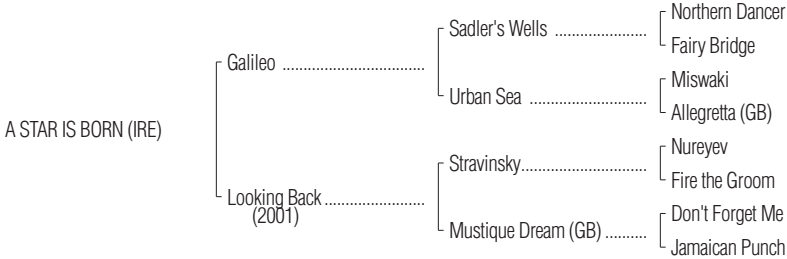 Northern Dancer
Sadler's Wells ....................
Fairy Bridge
Galileo ...............................
Miswaki
Urban Sea .........................
Allegretta (GB)
A STAR IS BORN (IRE)
Nureyev
Stravinsky...........................
Fire the Groom
Looking Back ......................
(2001)
Don't Forget Me
Mustique Dream (GB) .........
Jamaican Punch